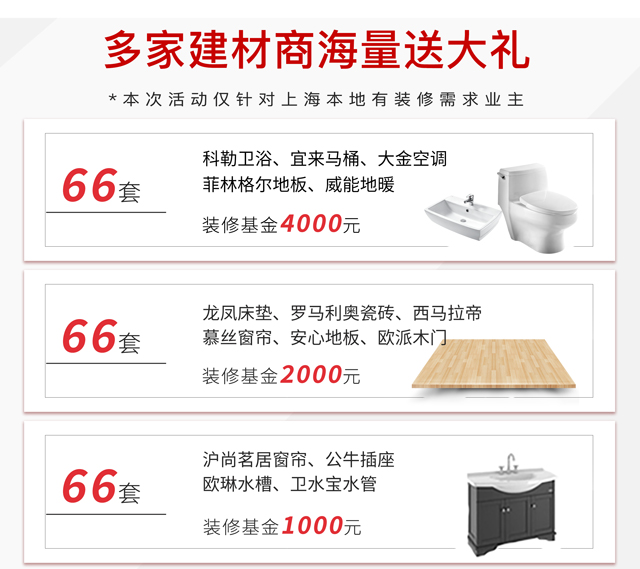 多家建材商海量送大礼
*本次活动仅针对上海本地有装修需求业主
66套
科勒卫浴、宜来马桶、大金空调
菲林格尔地板、威能地暖
装修基金4000元
66套
龙凤床垫、罗马利奥瓷砖、西马拉帝
慕丝窗帘、安心地板、欧派木门
装修基金2000元
66套
沪尚茗居窗帘、公牛插座
欧琳水槽、卫水宝水管
装修基金1000元